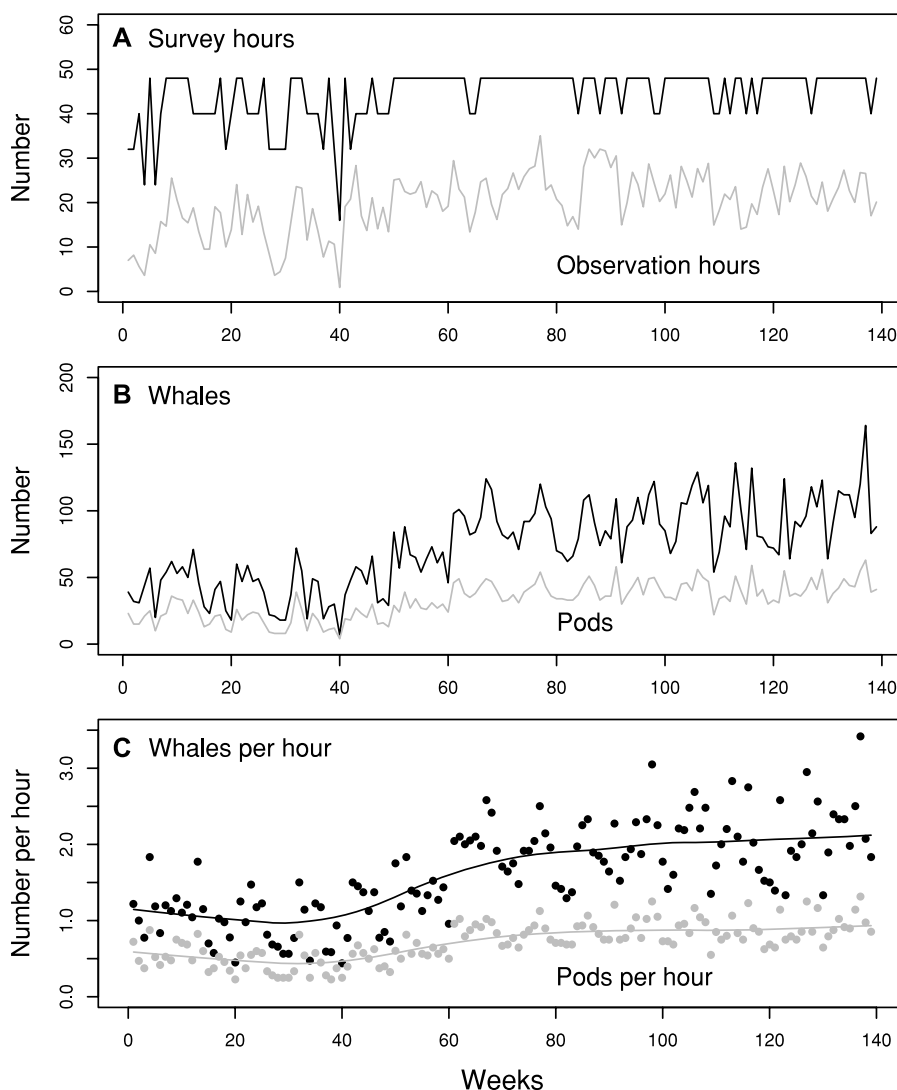 A Survey hours
Number
0 10 20 30 40 50 60
Observation hours
0 20 40 60 80 100 120 140
B Whales
Number
0 50 100 150 200
Pods
0 20 40 60 80 100 120 140
C Whales per hour
Number per hour
0.0 1.0 2.0 3.0
Pods per hour
0 20 40 60 80 100 120 140
Weeks